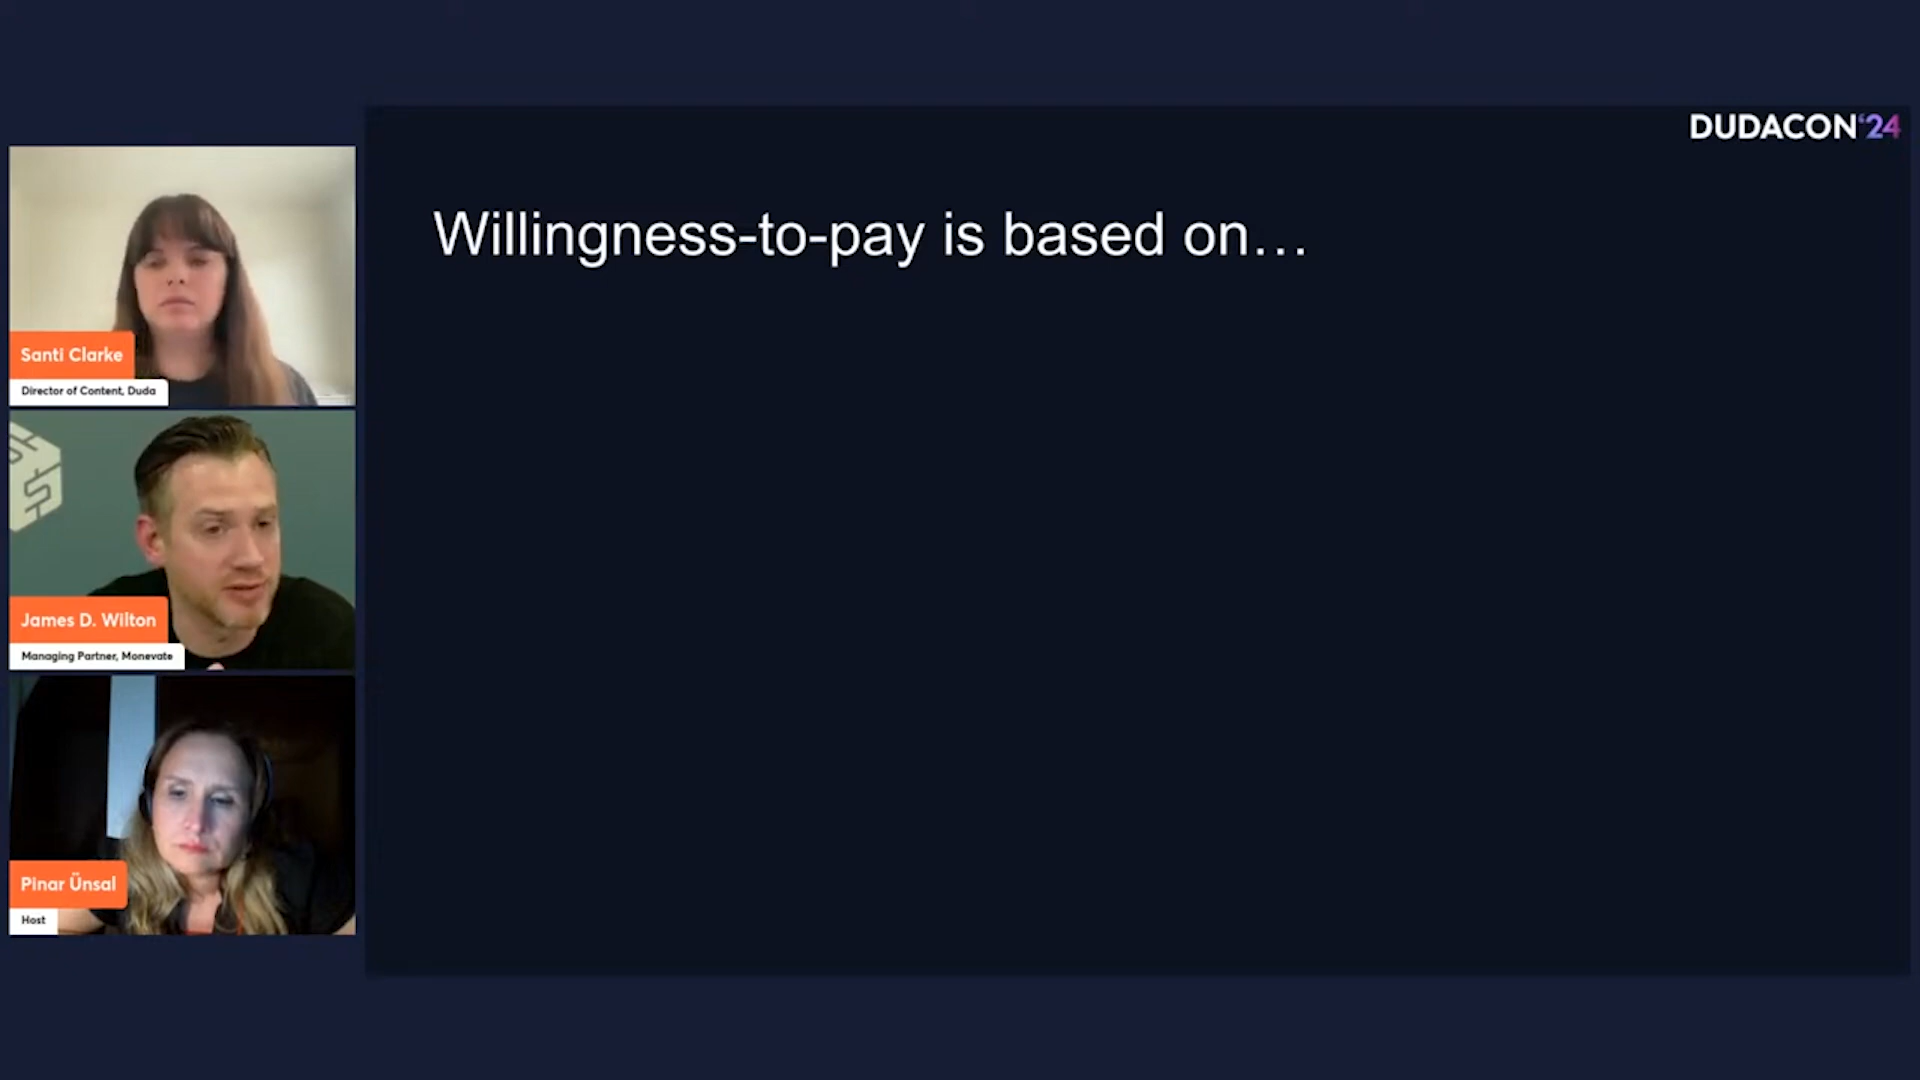 DUDACON'24
Willingness-to-pay is based on…
Santi Clarke
Director of Content, Duda
James D. Wilton
Managing Partner, Monevate
Pinar Ünsal
Host